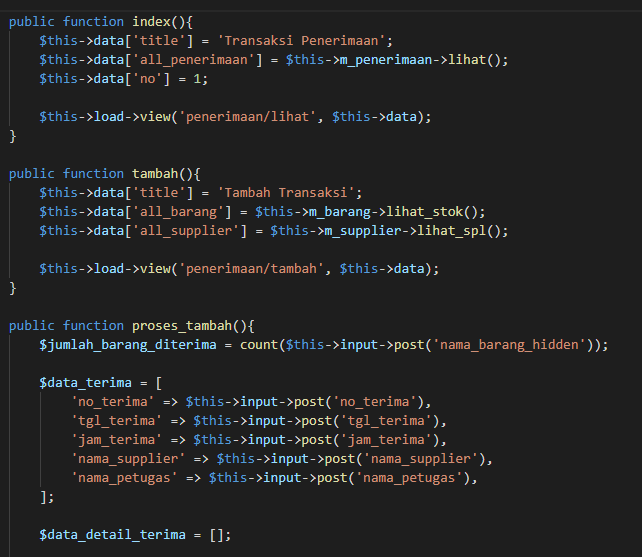 public function index(){
$this->data['title'] = 'Transaksi Penerimaan';
$this->data['all_penerimaan'] = $this->m_penerimaan->lihat();
$this->data['no'] = 1;
$this->load->view('penerimaan/lihat', $this->data);
}
public function tambah(){
$this->data['title'] = 'Tambah Transaksi';
$this->data['all_barang'] = $this->m_barang->lihat_stok();
$this->data['all_supplier'] = $this->m_supplier->lihat_spl();
$this->load->view('penerimaan/tambah', $this->data);
}
public function proses_tambah(){
$jumlah_barang_diterima = count($this->input->post('nama_barang_hidden'));
$data_terima = [
'no_terima' => $this->input->post('no_terima'),
'tgl_terima' => $this->input->post('tgl_terima'),
'jam_terima' => $this->input->post('jam_terima'),
'nama_supplier' => $this->input->post('nama_supplier'),
'nama_petugas' => $this->input->post('nama_petugas'),
];
$data_detail_terima = [];